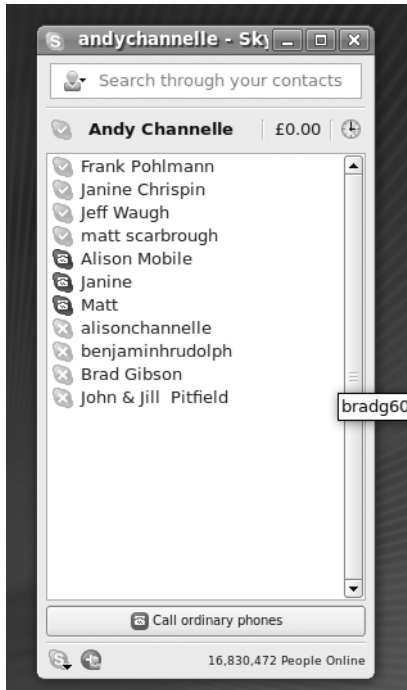 andychannelle - Sky
Search through your contacts
Andy Channelle £0.00
Frank Pohlmann
Janine Chrispin
Jeff Waugh
matt scarbrough
Alison Mobile
Janine
Matt
alisonchannelle
benjaminhrudolph
Brad Gibson
John & Jill Pitfield
bradg60
Call ordinary phones
16,830,472 People Online